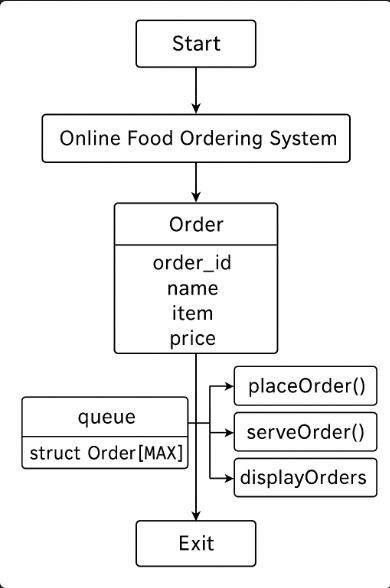 Start
Online Food Ordering System
Order
order_id
name
item
price
queue
struct Order[MAX]
placeOrder()
serveOrder()
displayOrders
Exit